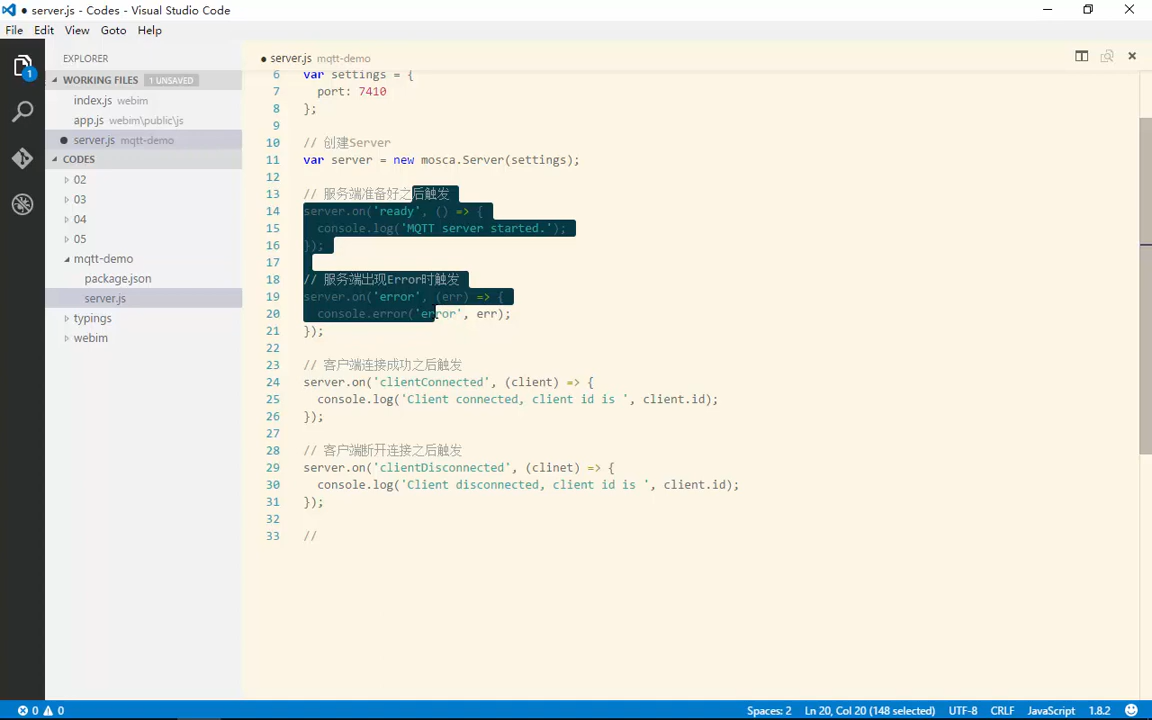 ● server.js - Codes - Visual Studio Code
File Edit View Goto Help
EXPLORER
WORKING FILES 1 UNSAVED
index.js webim
app.js webim\public\js
server.js mqtt-demo
CODES
02
03
04
05
mqtt-demo
package.json
server.js
typings
webim
1
● server.js mqtt-demo
6 var settings = {
7 port: 7410
8 };
9
10 // 创建Server
11 var server = new mosca.Server(settings);
12
13 // 服务端准备好之后触发
14 server.on('ready', () => {
15 console.log('MQTT server started.');
16 });
17
18 // 服务端出现Error时触发
19 server.on('error', (err) => {
20 console.error('error', err);
21 });
22
23 // 客户端连接成功之后触发
24 server.on('clientConnected', (client) => {
25 console.log('Client connected, client id is ', client.id);
26 });
27
28 // 客户端断开连接之后触发
29 server.on('clientDisconnected', (clinet) => {
30 console.log('Client disconnected, client id is ', client.id);
31 });
32
33 //
0 0 Spaces: 2 Ln 20, Col 20 (148 selected) UTF-8 CRLF JavaScript 1.8.2